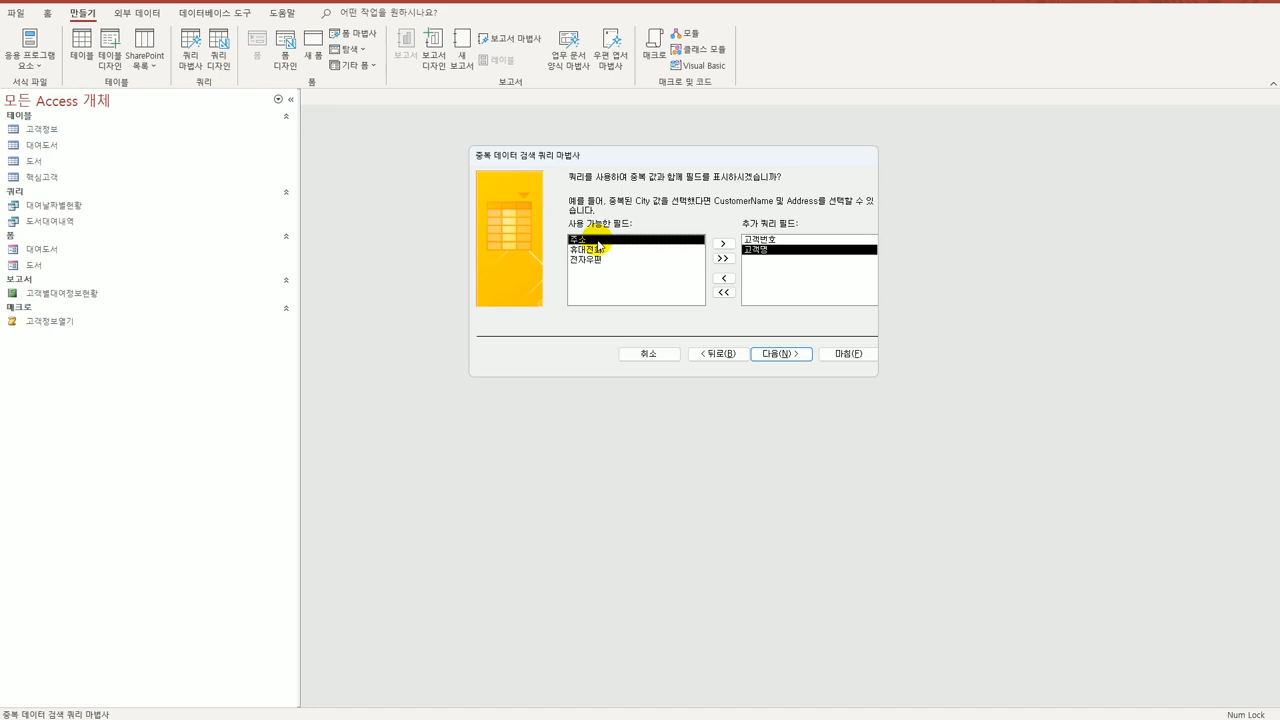 파일 홈 만들기 외부 데이터 데이터베이스 도구 도움말 어떤 작업을 원하시나요?
응용 프로그램 요소
서식 파일
테이블
테이블 디자인
SharePoint 목록
테이블
쿼리 마법사
쿼리 디자인
쿼리
폼
폼 디자인
새 폼
폼 마법사
탐색
기타 폼
폼
보고서
보고서 디자인
새 보고서
보고서 마법사
레이블
업무 문서 양식 마법사
우편 엽서 마법사
보고서
매크로
모듈
클래스 모듈
Visual Basic
매크로 및 코드
모든 Access 개체
테이블
고객정보
대여도서
도서
핵심고객
쿼리
대여날짜별현황
도서대여내역
폼
대여도서
도서
보고서
고객별대여정보현황
매크로
고객정보열기
중복 데이터 검색 쿼리 마법사
쿼리를 사용하여 중복 값과 함께 필드를 표시하시겠습니까?
예를 들어, 중복된 City 값을 선택했다면 CustomerName 및 Address를 선택할 수 있
습니다.
사용 가능한 필드:
주소
휴대전화
전자우편
>
>>
<
<<
추가 쿼리 필드:
고객번호
고객명
취소
< 뒤로(B)
다음(N) >
마침(F)
중복 데이터 검색 쿼리 마법사
Num Lock